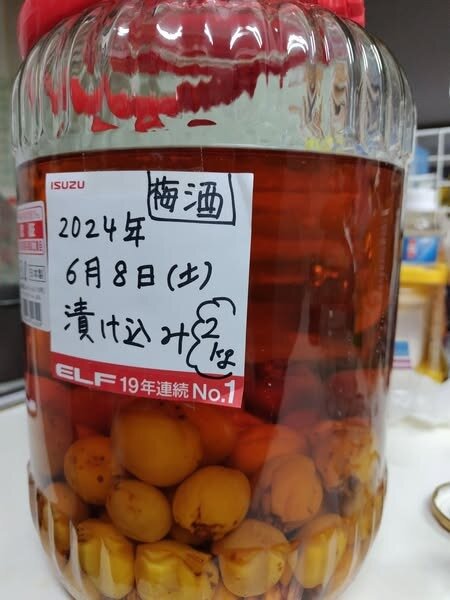 ISUZU
梅酒
2024年
6月8日(土)
漬け込み 2kg
ELF 19年連続 No.1